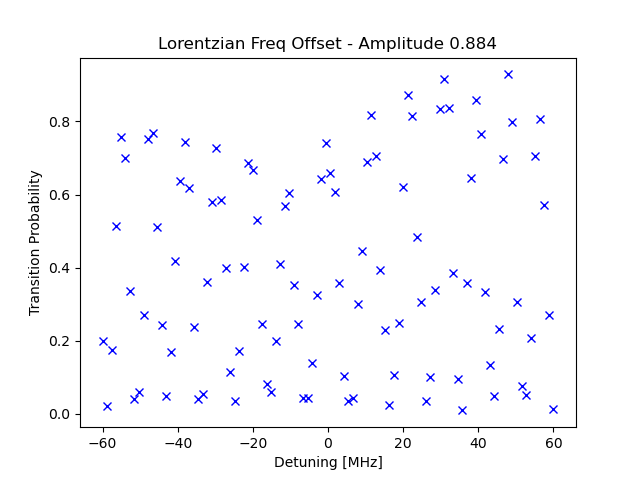 Lorentzian Freq Offset - Amplitude 0.884
Transition Probability
0.8
0.6
0.4
0.2
0.0
−60 −40 −20 0 20 40 60
Detuning [MHz]